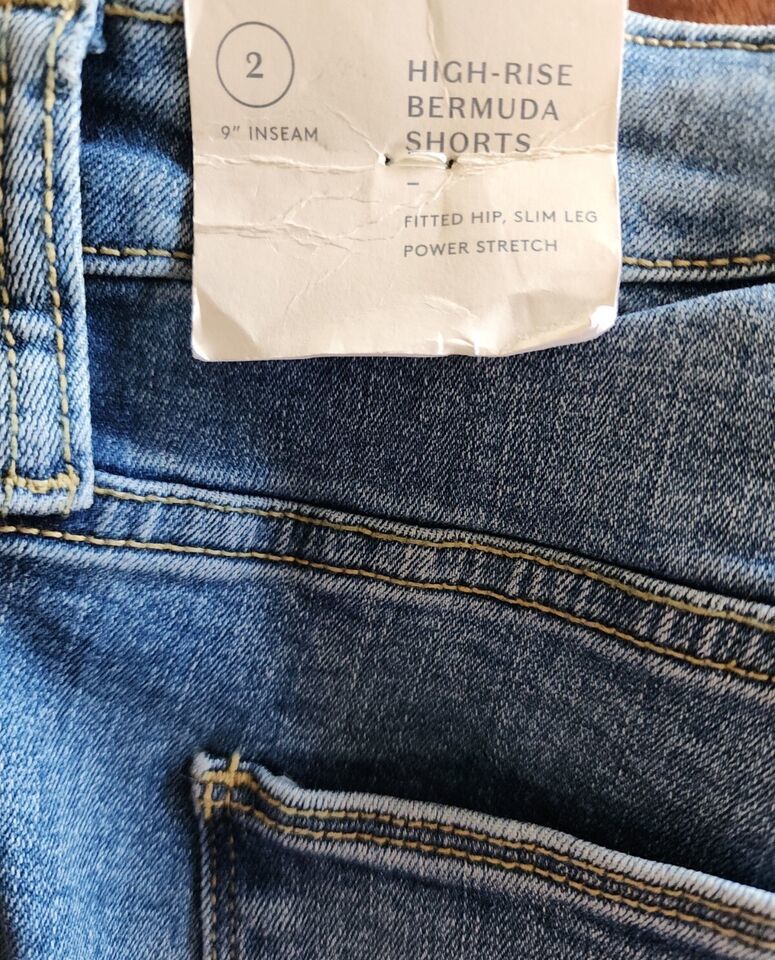 2
9" INSEAM
HIGH-RISE
BERMUDA
SHORTS
–
FITTED HIP, SLIM LEG
POWER STRETCH